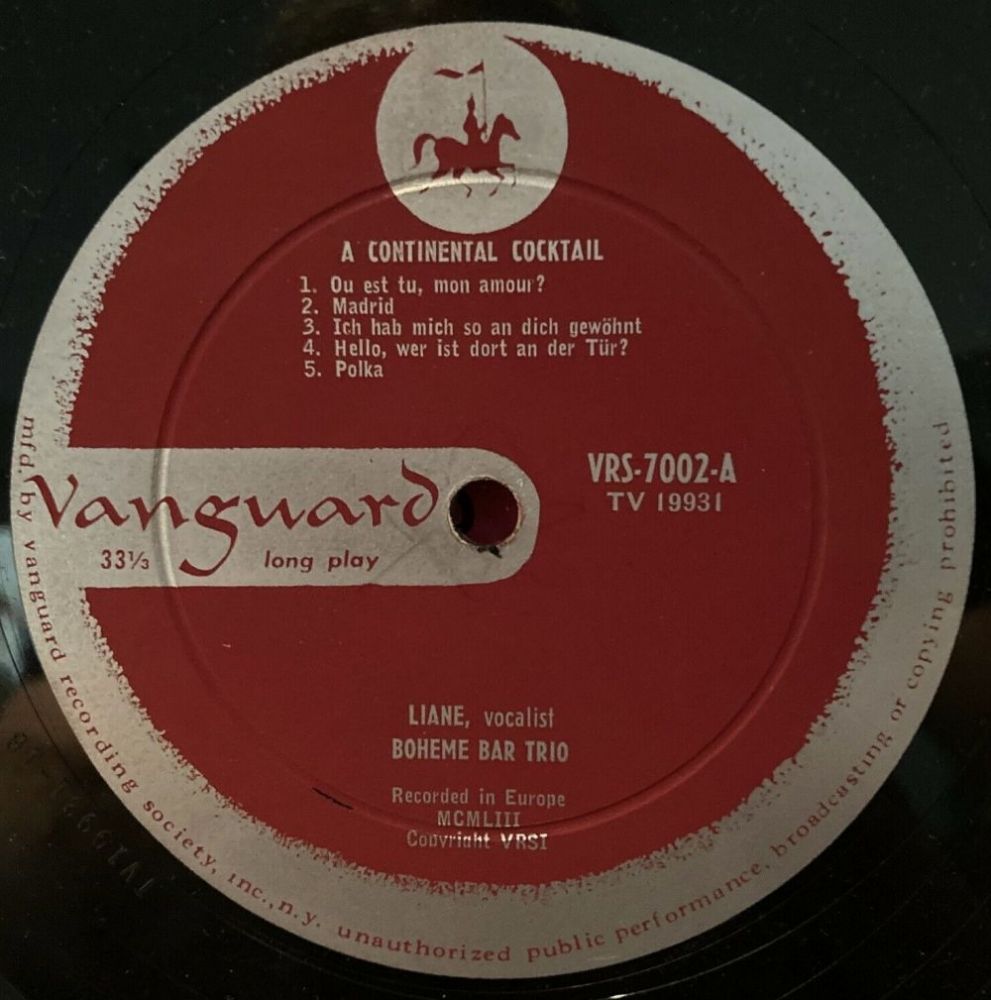 A CONTINENTAL COCKTAIL
1. Ou est tu, mon amour?
2. Madrid
3. Ich hab mich so an dich gewöhnt
4. Hello, wer ist dort an der Tür?
5. Polka
Vanguard
33⅓ long play
VRS-7002-A
TV 19931
LIANE, vocalist
BOHEME BAR TRIO
Recorded in Europe
MCMLIII
Copyright VRSI
mfd. by vanguard recording society, inc., n.y. unauthorized public performance, broadcasting or copying prohibited